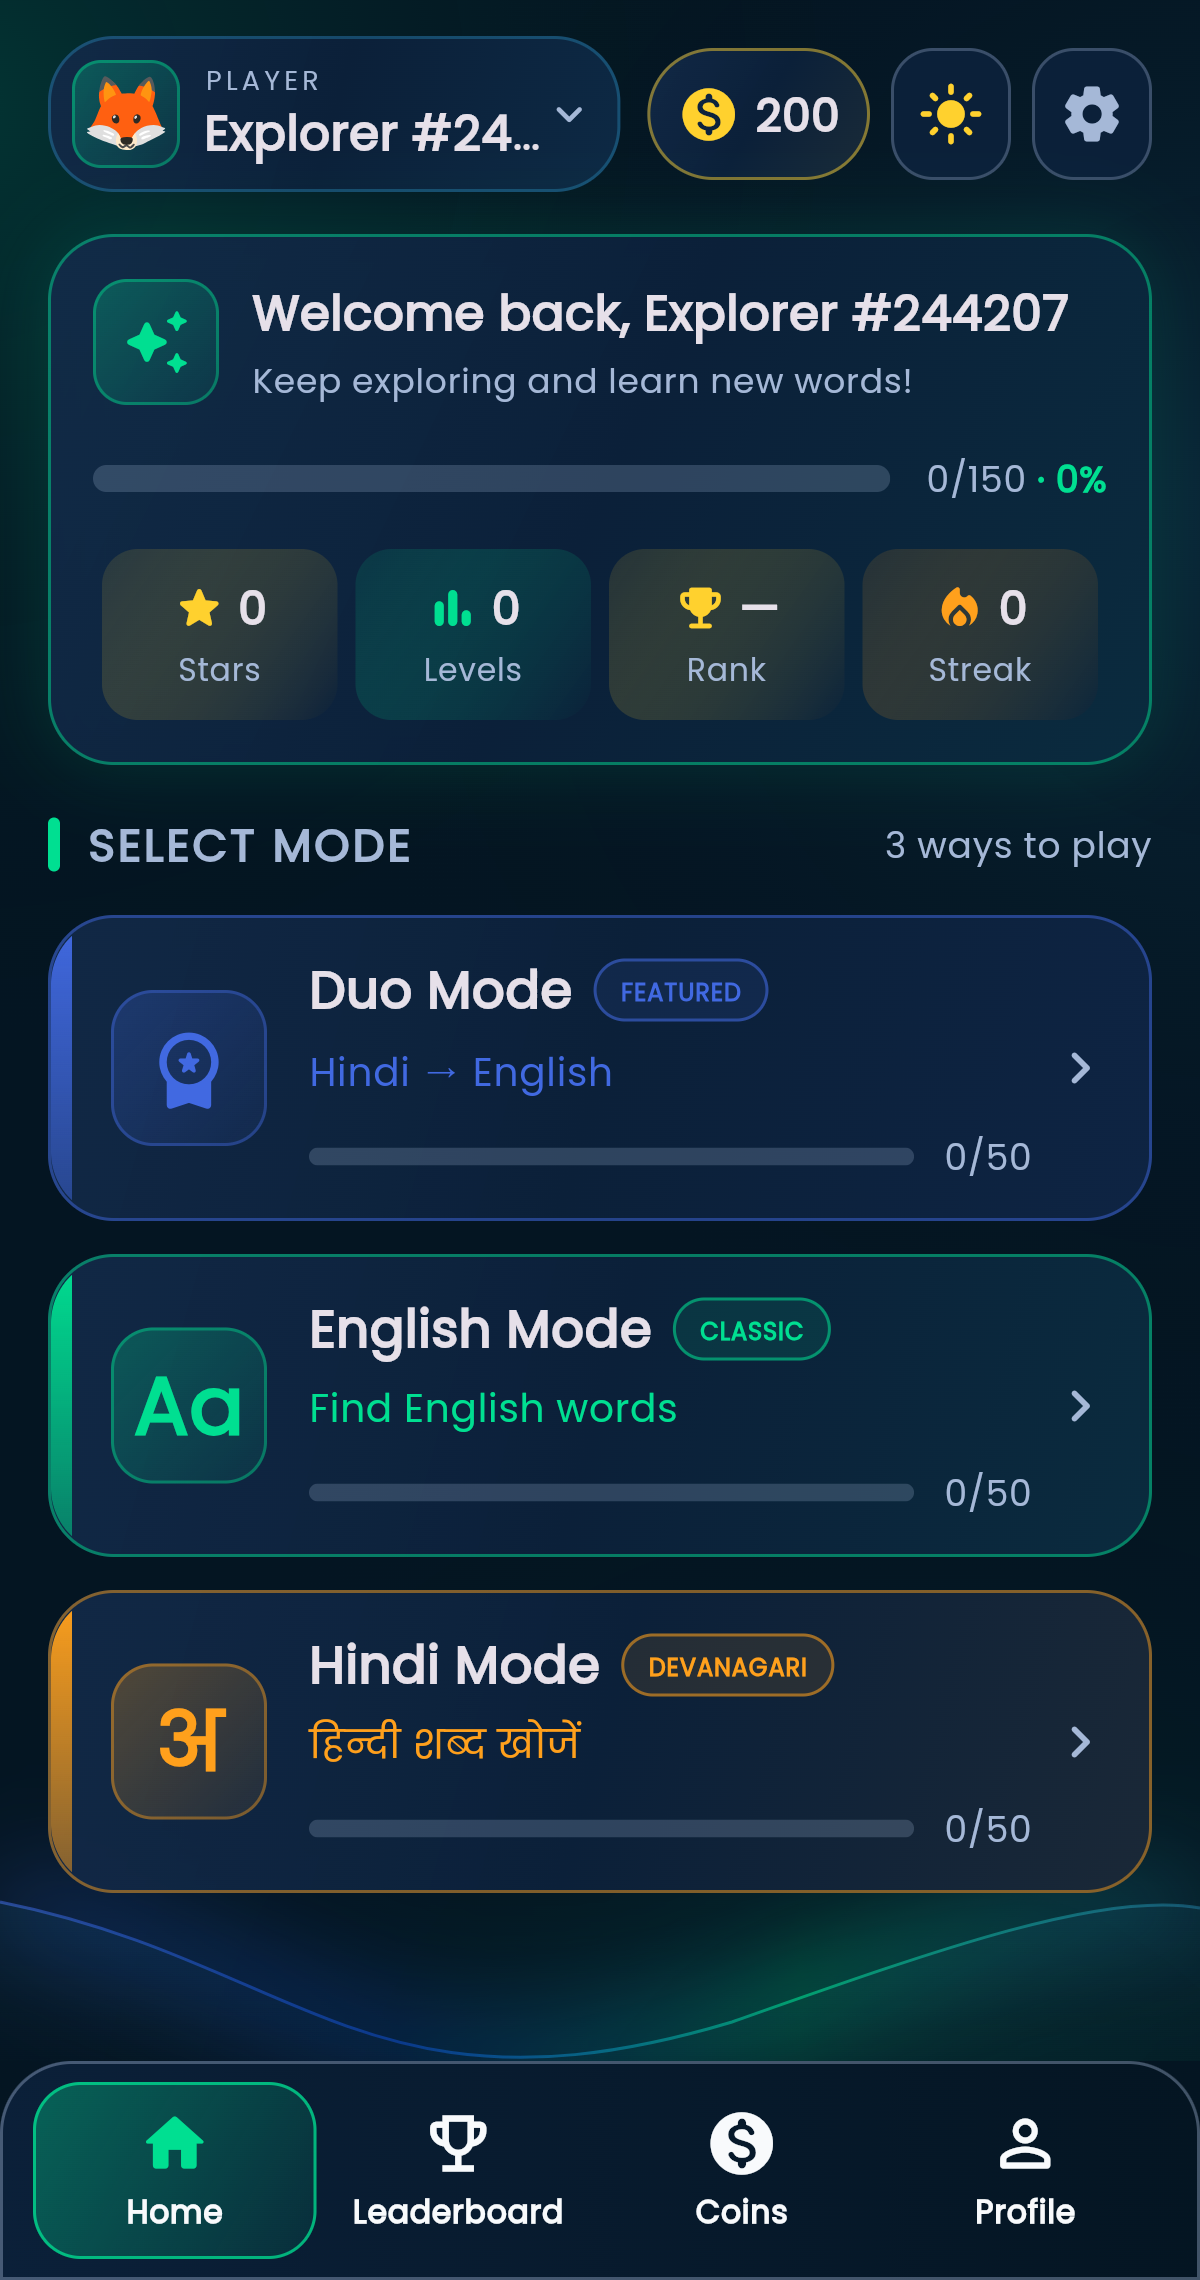 PLAYER
Explorer #24...
200
Welcome back, Explorer #244207
Keep exploring and learn new words!
0/150 · 0%
0
Stars
0
Levels
—
Rank
0
Streak
SELECT MODE
3 ways to play
Duo Mode
FEATURED
Hindi → English
0/50
Aa
English Mode
CLASSIC
Find English words
0/50
अ
Hindi Mode
DEVANAGARI
हिन्दी शब्द खोजें
0/50
Home
Leaderboard
Coins
Profile